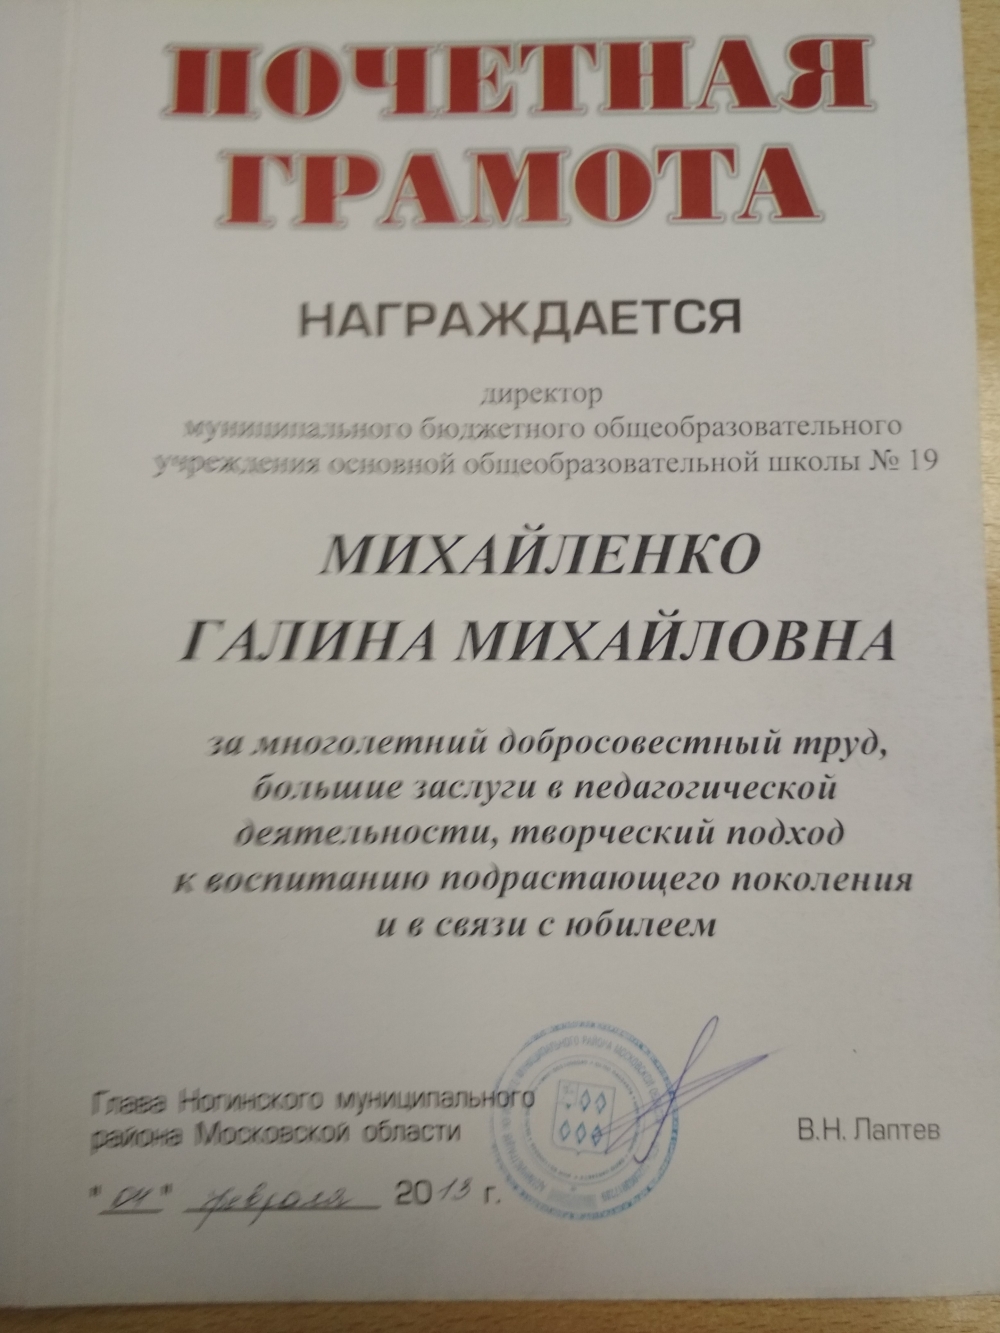 ПОЧЕТНАЯ
ГРАМОТА
НАГРАЖДАЕТСЯ
директор
муниципального бюджетного общеобразовательного
учреждения основной общеобразовательной школы № 19
МИХАЙЛЕНКО
ГАЛИНА МИХАЙЛОВНА
за многолетний добросовестный труд,
большие заслуги в педагогической
деятельности, творческий подход
к воспитанию подрастающего поколения
и в связи с юбилеем
Глава Ногинского муниципального
района Московской области
В.Н. Лаптев
" 04 " февраля 2013 г.